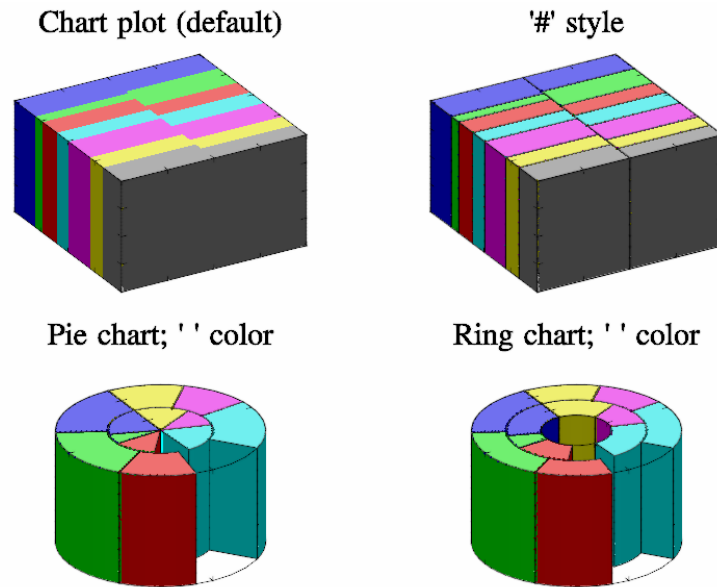 Chart plot (default)
'#' style
Pie chart; ' ' color
Ring chart; ' ' color